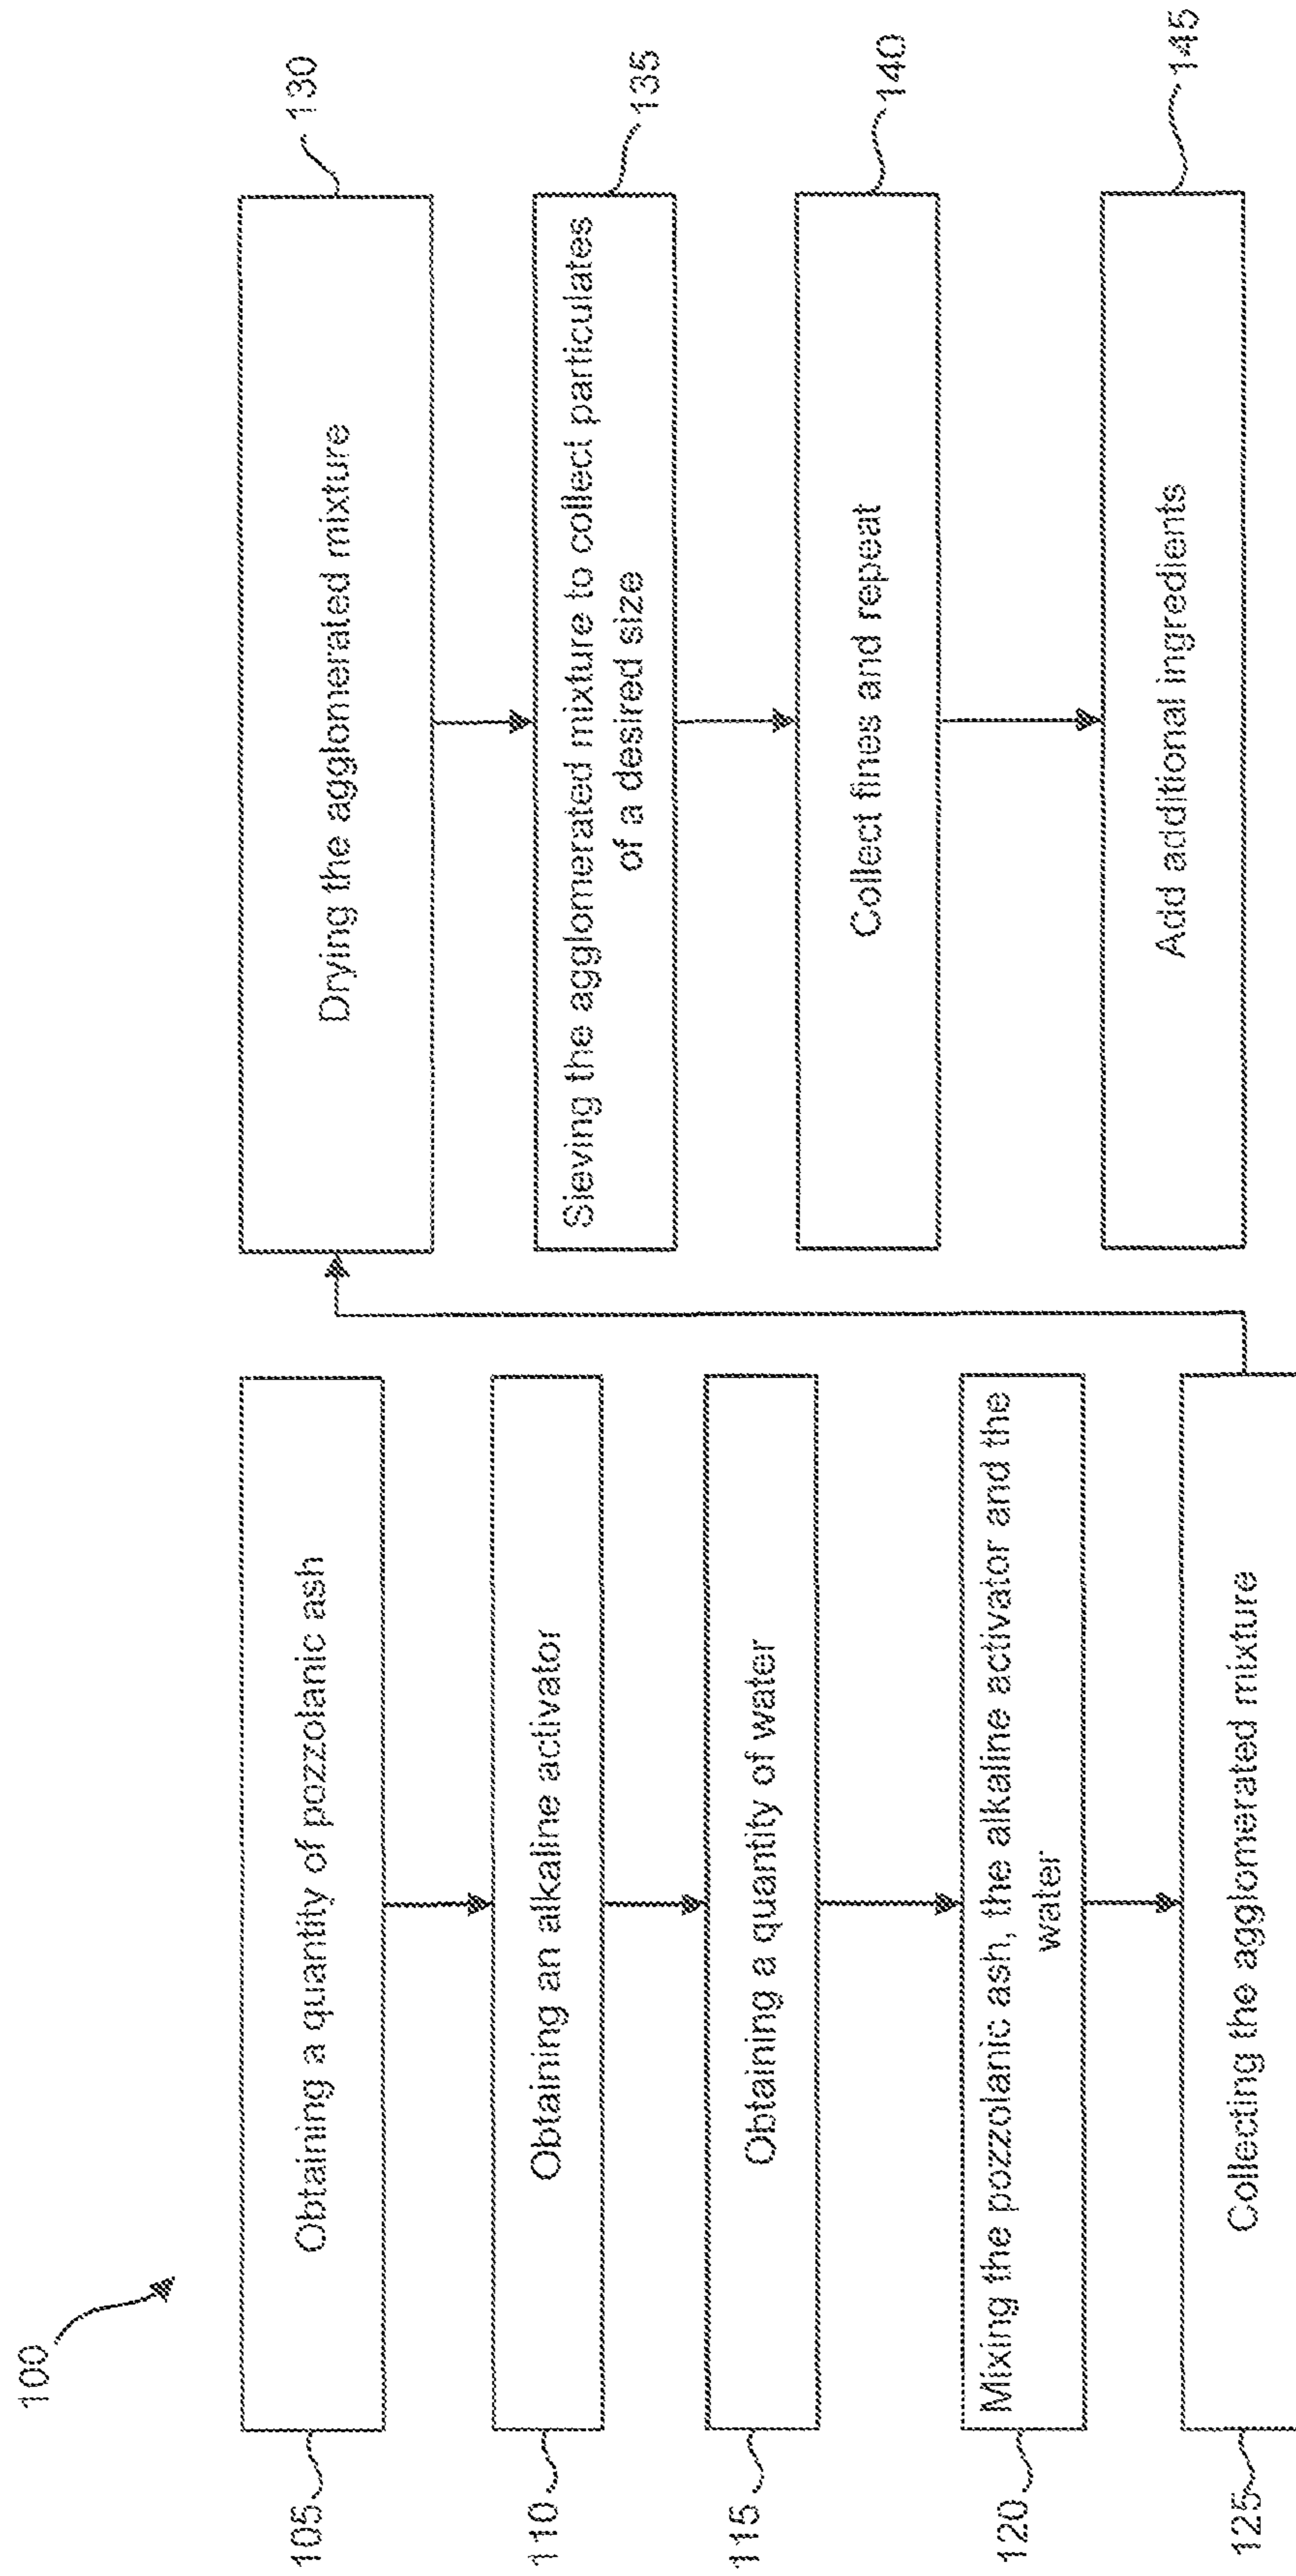 100
105
Obtaining a quantity of pozzolanic ash
110
Obtaining an alkaline activator
115
Obtaining a quantity of water
120
Mixing the pozzolanic ash, the alkaline activator and the
water
125
Collecting the agglomerated mixture
130
Drying the agglomerated mixture
135
Sieving the agglomerated mixture to collect particulates
of a desired size
140
Collect fines and repeat
145
Add additional ingredients